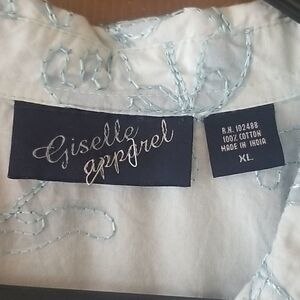 Giselle
apparel
R.N. 102488
100% COTTON
MADE IN INDIA
XL